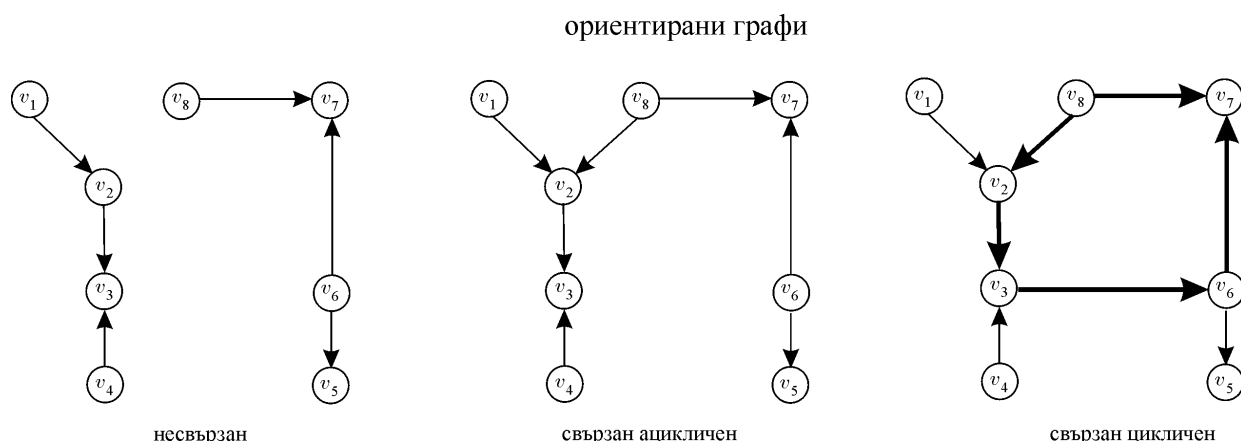 ориентирани графи
v1 v8 v7 v1 v8 v7 v1 v8 v7
v2 v2 v2
v3 v6 v3 v6 v3 v6
v4 v5 v4 v5 v4 v5
несвързан свързан ацикличен свързан цикличен